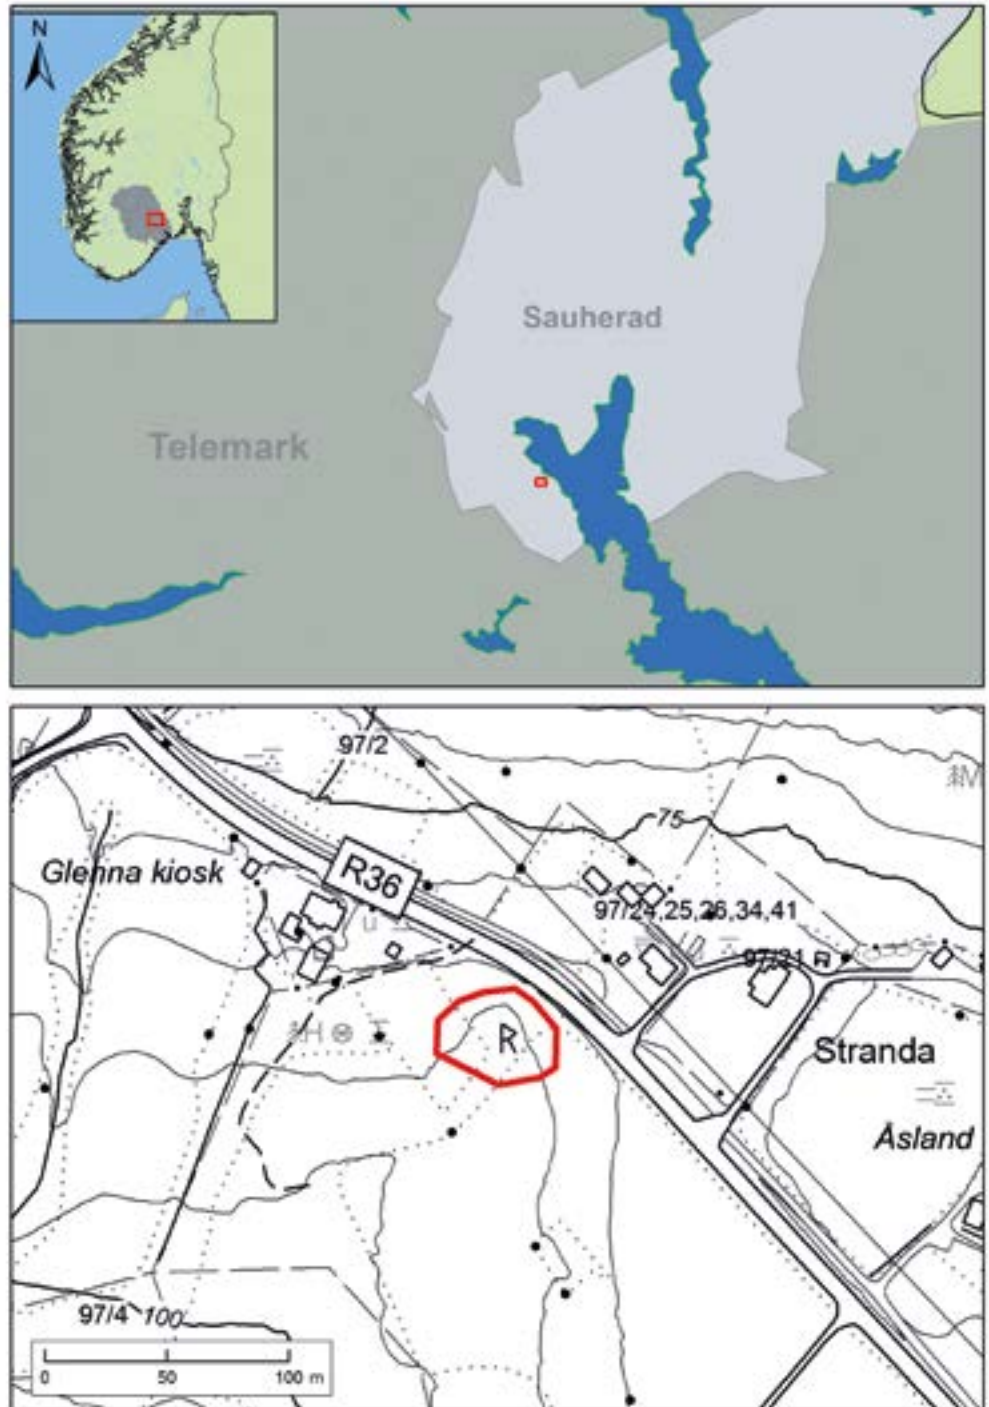 N
Sauherad
Telemark
97/2
75
Glenna kiosk
R36
97/24,25,26,34,41
97/21
R
Stranda
Åsland
97/4
100
0 50 100 m